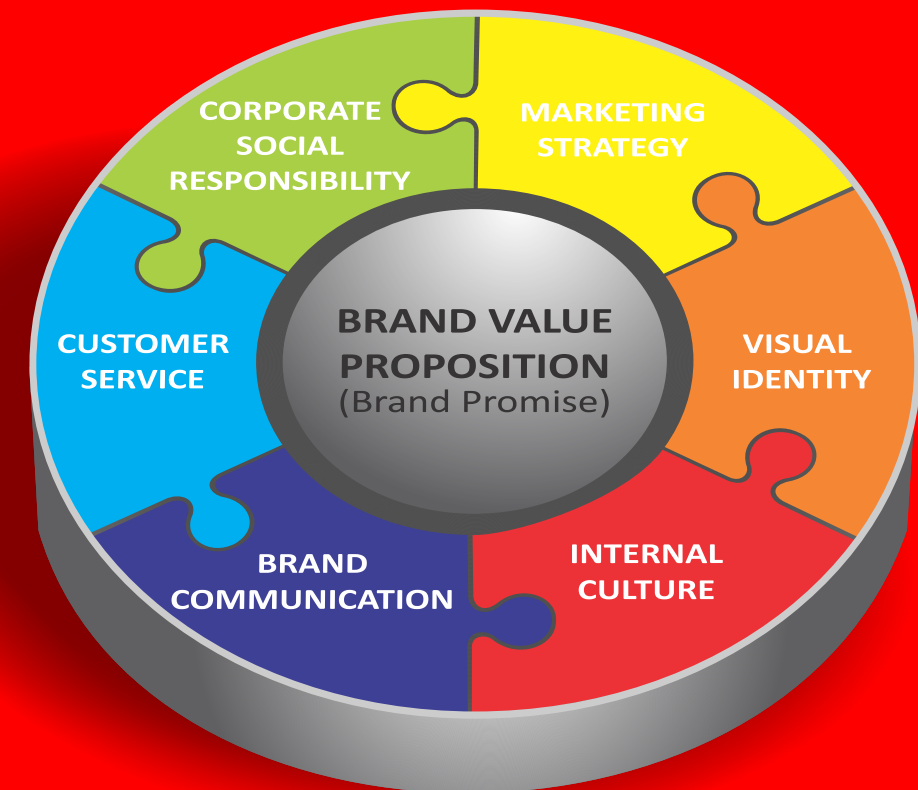 CORPORATE
SOCIAL
RESPONSIBILITY
MARKETING
STRATEGY
CUSTOMER
SERVICE
BRAND VALUE
PROPOSITION
(Brand Promise)
VISUAL
IDENTITY
BRAND
COMMUNICATION
INTERNAL
CULTURE